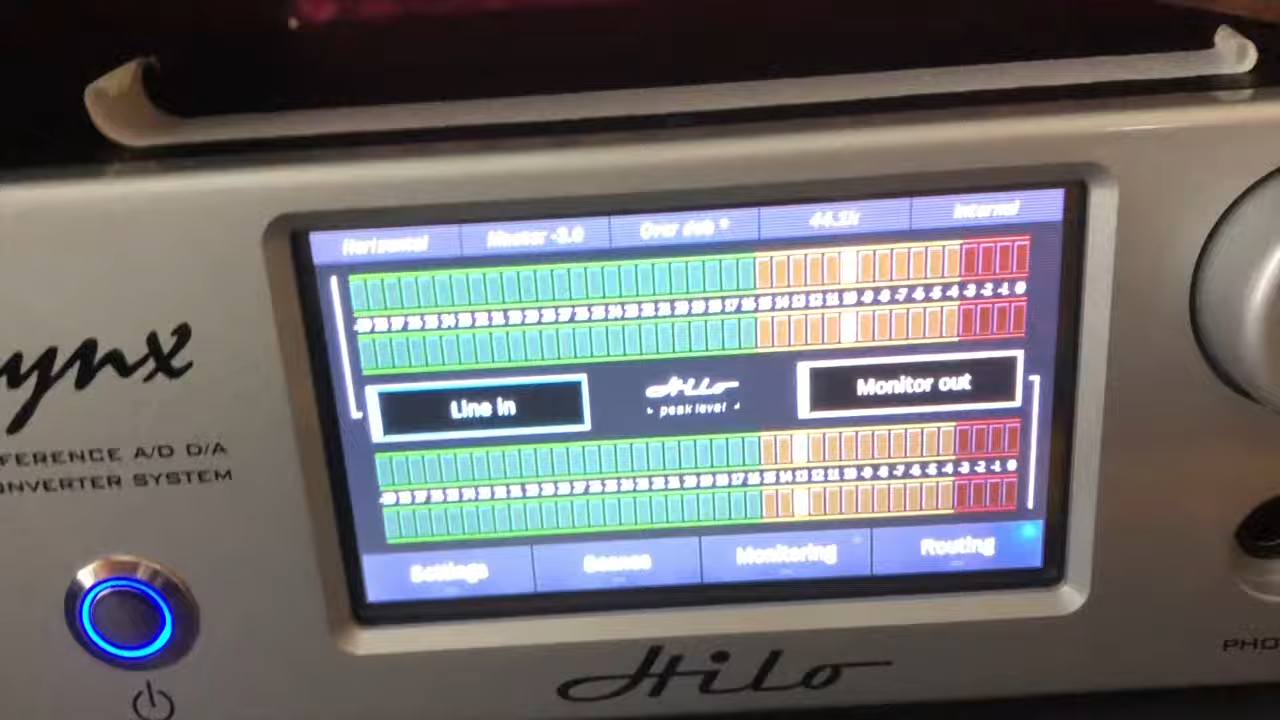 Horizontal Master -3.0 Over dub * 44.1k Internal
Line in Hilo Monitor out
peak level
Settings Scenes Monitoring Routing
ynx
FERENCE A/D D/A
ONVERTER SYSTEM
Hilo
PHO